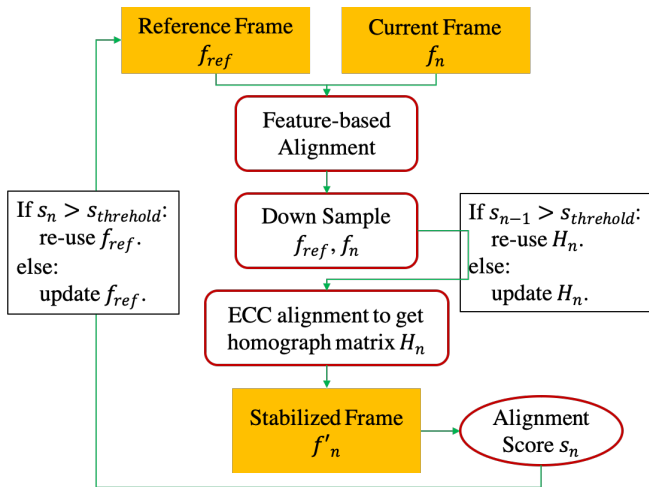 Reference Frame
f_ref
Current Frame
f_n
Feature-based
Alignment
If s_n > s_threhold:
re-use f_ref.
else:
update f_ref.
Down Sample
f_ref, f_n
If s_{n-1} > s_threhold:
re-use H_n.
else:
update H_n.
ECC alignment to get
homograph matrix H_n
Stabilized Frame
f'_n
Alignment
Score s_n